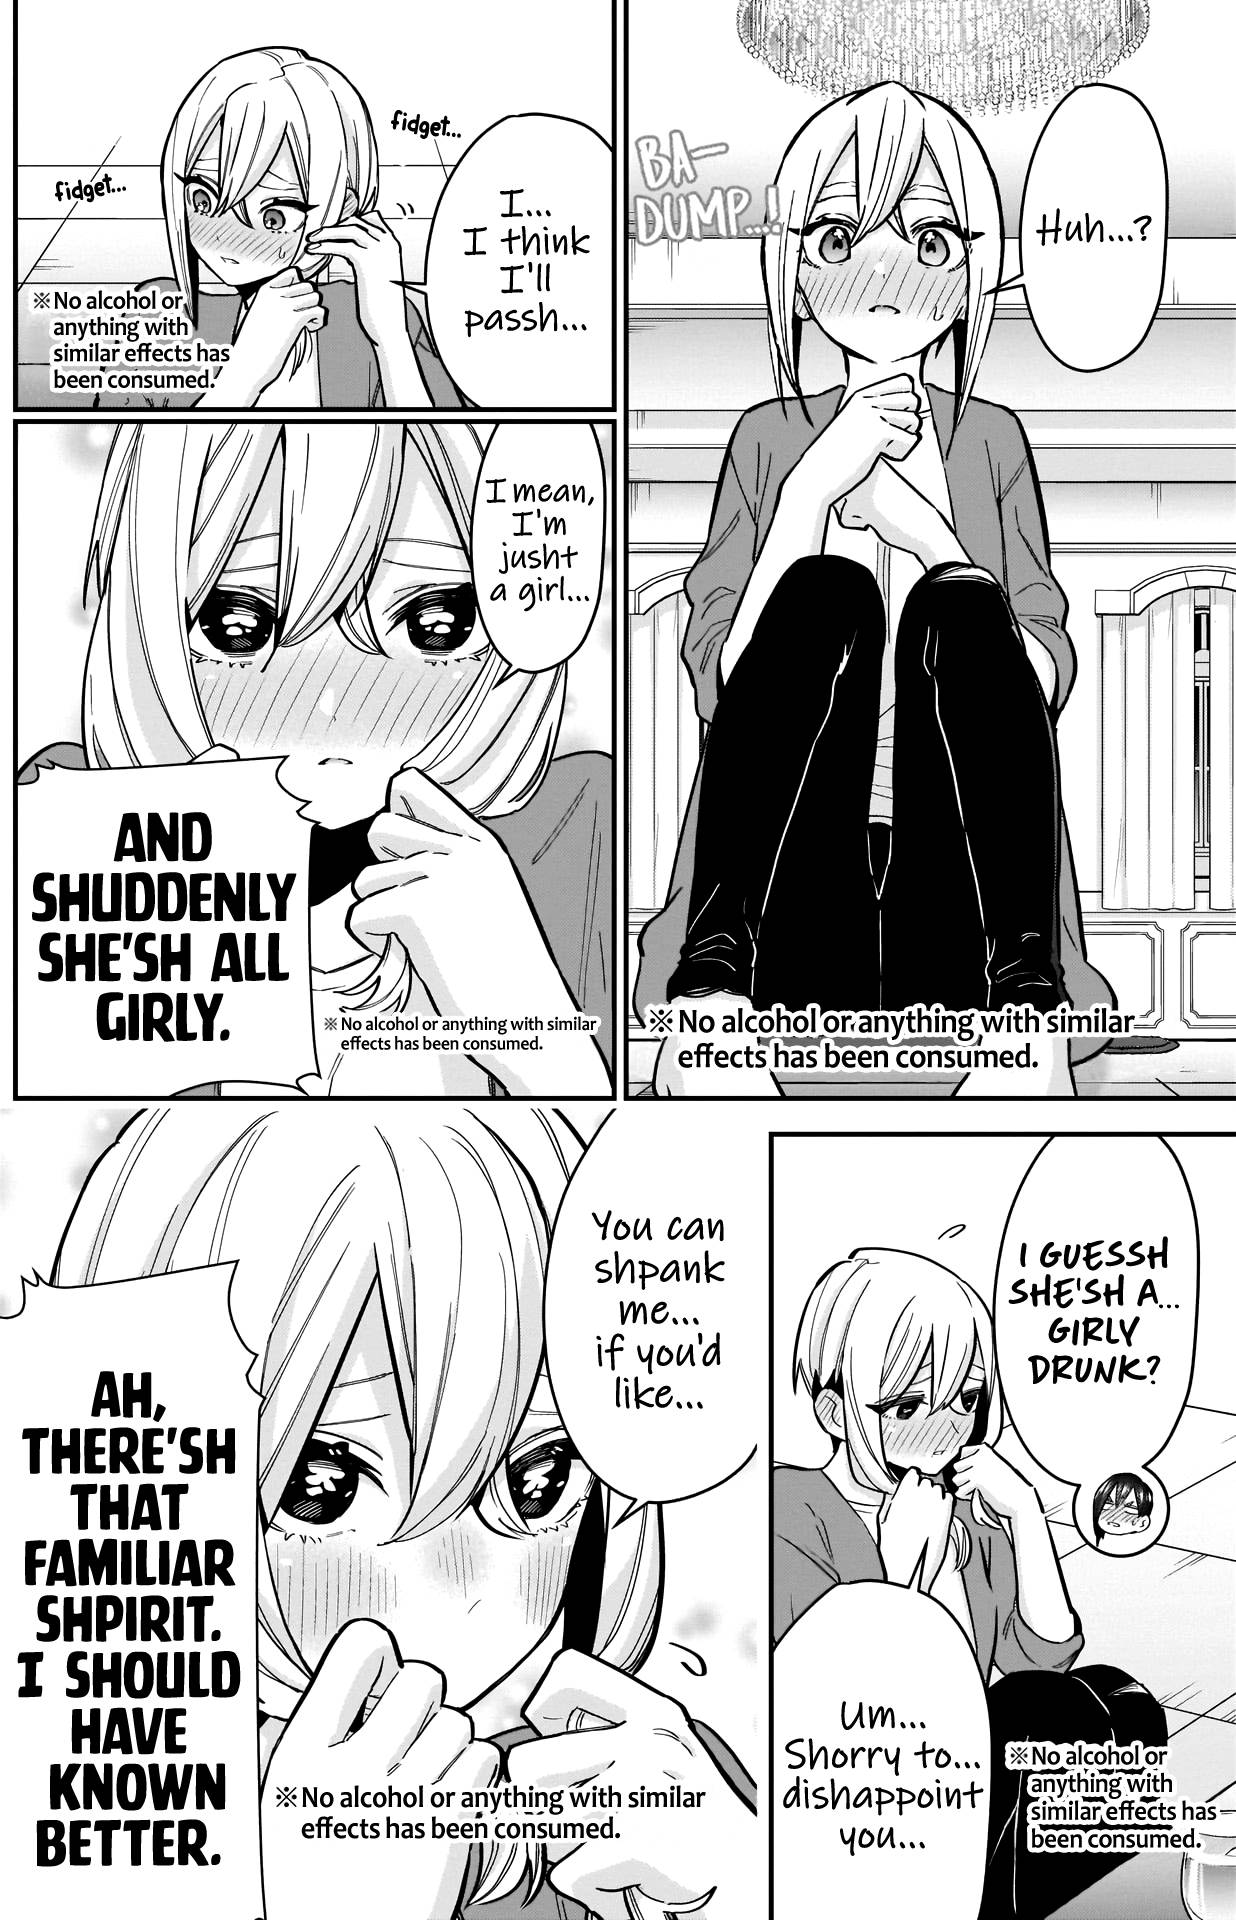 Huh...?
BA-
DUMP...!
※No alcohol or anything with similar
effects has been consumed.
fidget...
fidget...
I...
I think
I'll
passh...
※No alcohol or
anything with
similar effects has
been consumed.
I mean,
I'm
jusht
a girl...
AND
SHUDDENLY
SHE'SH ALL
GIRLY.
※No alcohol or anything with similar
effects has been consumed.
I GUESSH
SHE'SH A...
GIRLY
DRUNK?
Um...
Shorry to...
dishappoint
you...
※No alcohol or
anything with
similar effects has
been consumed.
You can
shpank
me...
if you'd
like...
AH,
THERE'SH
THAT
FAMILIAR
SHPIRIT.
I SHOULD
HAVE
KNOWN
BETTER.
※No alcohol or anything with similar
effects has been consumed.